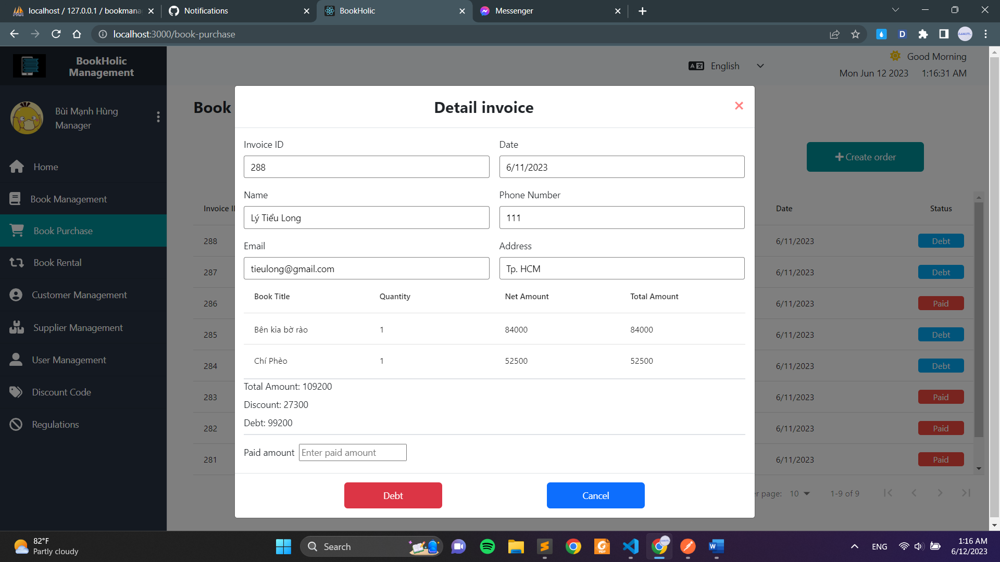 localhost / 127.0.0.1 / bookmana
Notifications
BookHolic
Messenger
localhost:3000/book-purchase
BookHolic
Management
English
Good Morning
Mon Jun 12 2023 1:16:31 AM
Bùi Mạnh Hùng
Manager
Home
Book Management
Book Purchase
Book Rental
Customer Management
Supplier Management
User Management
Discount Code
Regulations
Book
Create order
Invoice I
Date
Status
288
6/11/2023
Debt
287
6/11/2023
Debt
286
6/11/2023
Paid
285
6/11/2023
Debt
284
6/11/2023
Debt
283
6/11/2023
Paid
282
6/11/2023
Paid
281
6/11/2023
Paid
r page: 10 1-9 of 9
Detail invoice
Invoice ID
288
Date
6/11/2023
Name
Lý Tiểu Long
Phone Number
111
Email
tieulong@gmail.com
Address
Tp. HCM
Book Title Quantity Net Amount Total Amount
Bên kia bờ rào 1 84000 84000
Chí Phèo 1 52500 52500
Total Amount: 109200
Discount: 27300
Debt: 99200
Paid amount Enter paid amount
Debt
Cancel
82°F
Partly cloudy
Search
ENG
1:16 AM
6/12/2023